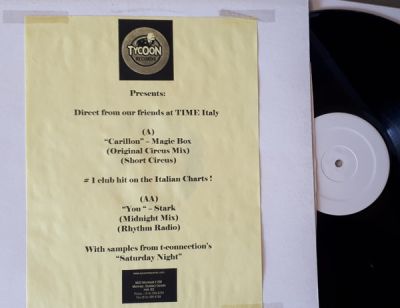 TYCOON
RECORDS
Presents:
Direct from our friends at TIME Italy
(A)
“Carillon” – Magic Box
(Original Circus Mix)
(Short Circus)
# 1 club hit on the Italian Charts !
(AA)
“You “ – Stark
(Midnight Mix)
(Rhythm Radio)
With samples from t-connection's
“Saturday Night”